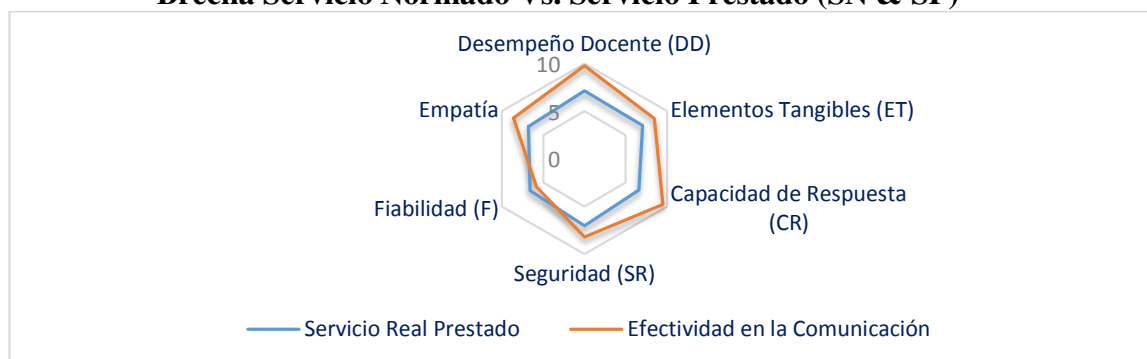 Brecha Servicio Normado Vs. Servicio Prestado (SN & SP)
Desempeño Docente (DD)
10
Empatía
Elementos Tangibles (ET)
5
0
Fiabilidad (F)
Capacidad de Respuesta
(CR)
Seguridad (SR)
Servicio Real Prestado
Efectividad en la Comunicación